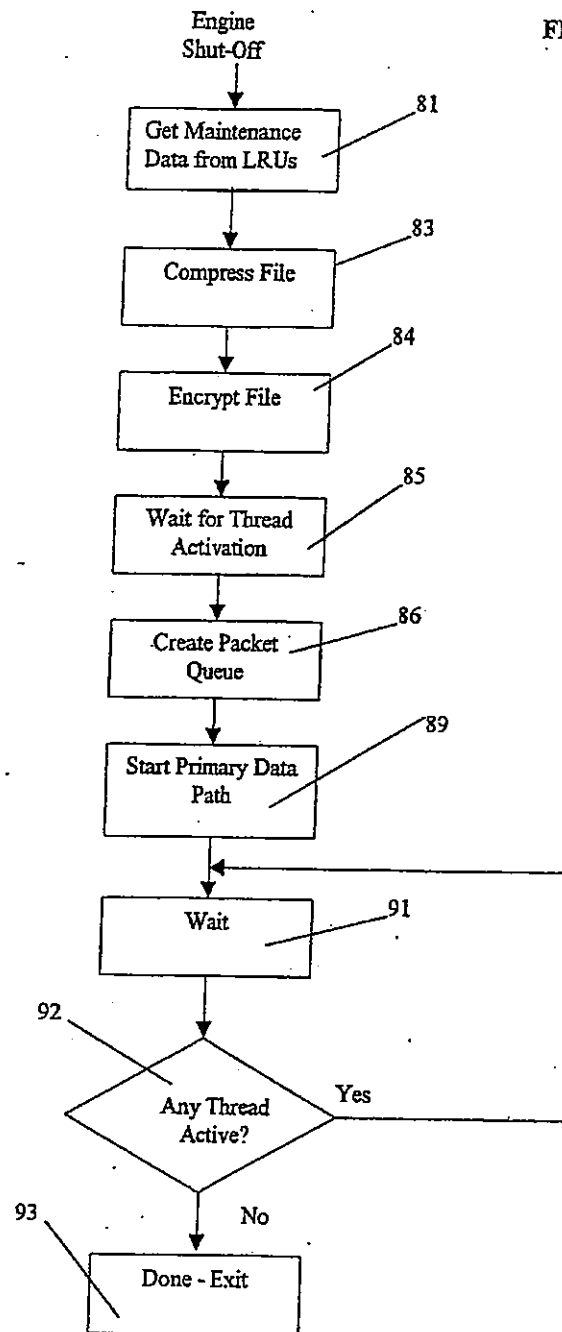 Engine
Shut-Off
81
Get Maintenance
Data from LRUs
83
Compress File
84
Encrypt File
85
Wait for Thread
Activation
86
Create Packet
Queue
89
Start Primary Data
Path
Wait
91
92
Any Thread
Active?
Yes
No
93
Done - Exit